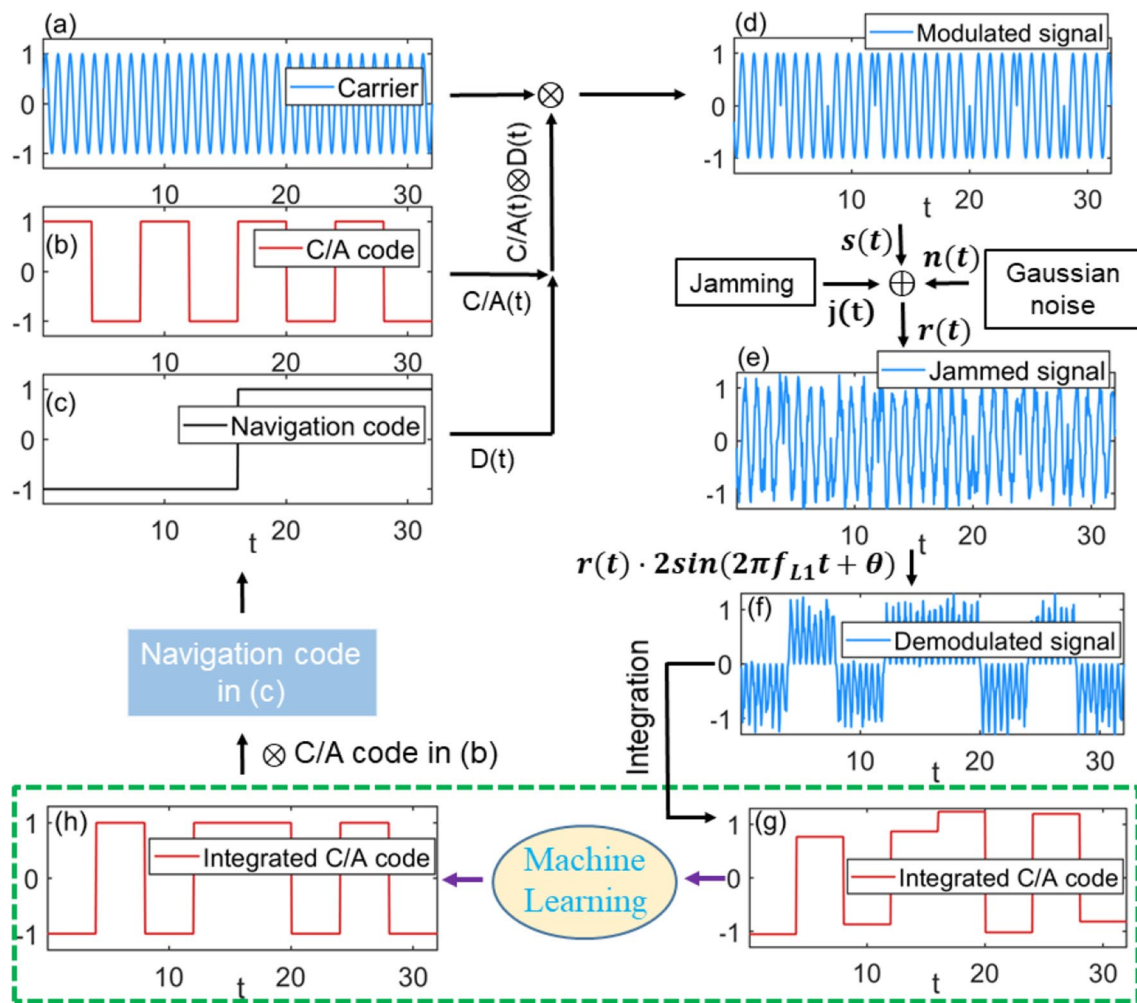 (a)
1
0
-1
Carrier
10
20
30
(b)
1
0
-1
C/A code
(c)
1
0
-1
Navigation code
10
20
30
t
C/A(t)
D(t)
C/A(t)⊗D(t)
⊗
(d)
1
0
-1
Modulated signal
10
20
30
t
s(t)
Jamming
j(t)
⊕
n(t)
Gaussian
noise
r(t)
(e)
1
0
-1
Jammed signal
10
20
30
t
r(t) · 2sin(2πf_{L1}t + θ)
(f)
1
0
-1
Demodulated signal
10
20
30
t
Integration
(g)
1
0
-1
Integrated C/A code
10
20
30
t
Machine
Learning
(h)
1
0
-1
Integrated C/A code
10
20
30
t
⊗ C/A code in (b)
Navigation code
in (c)